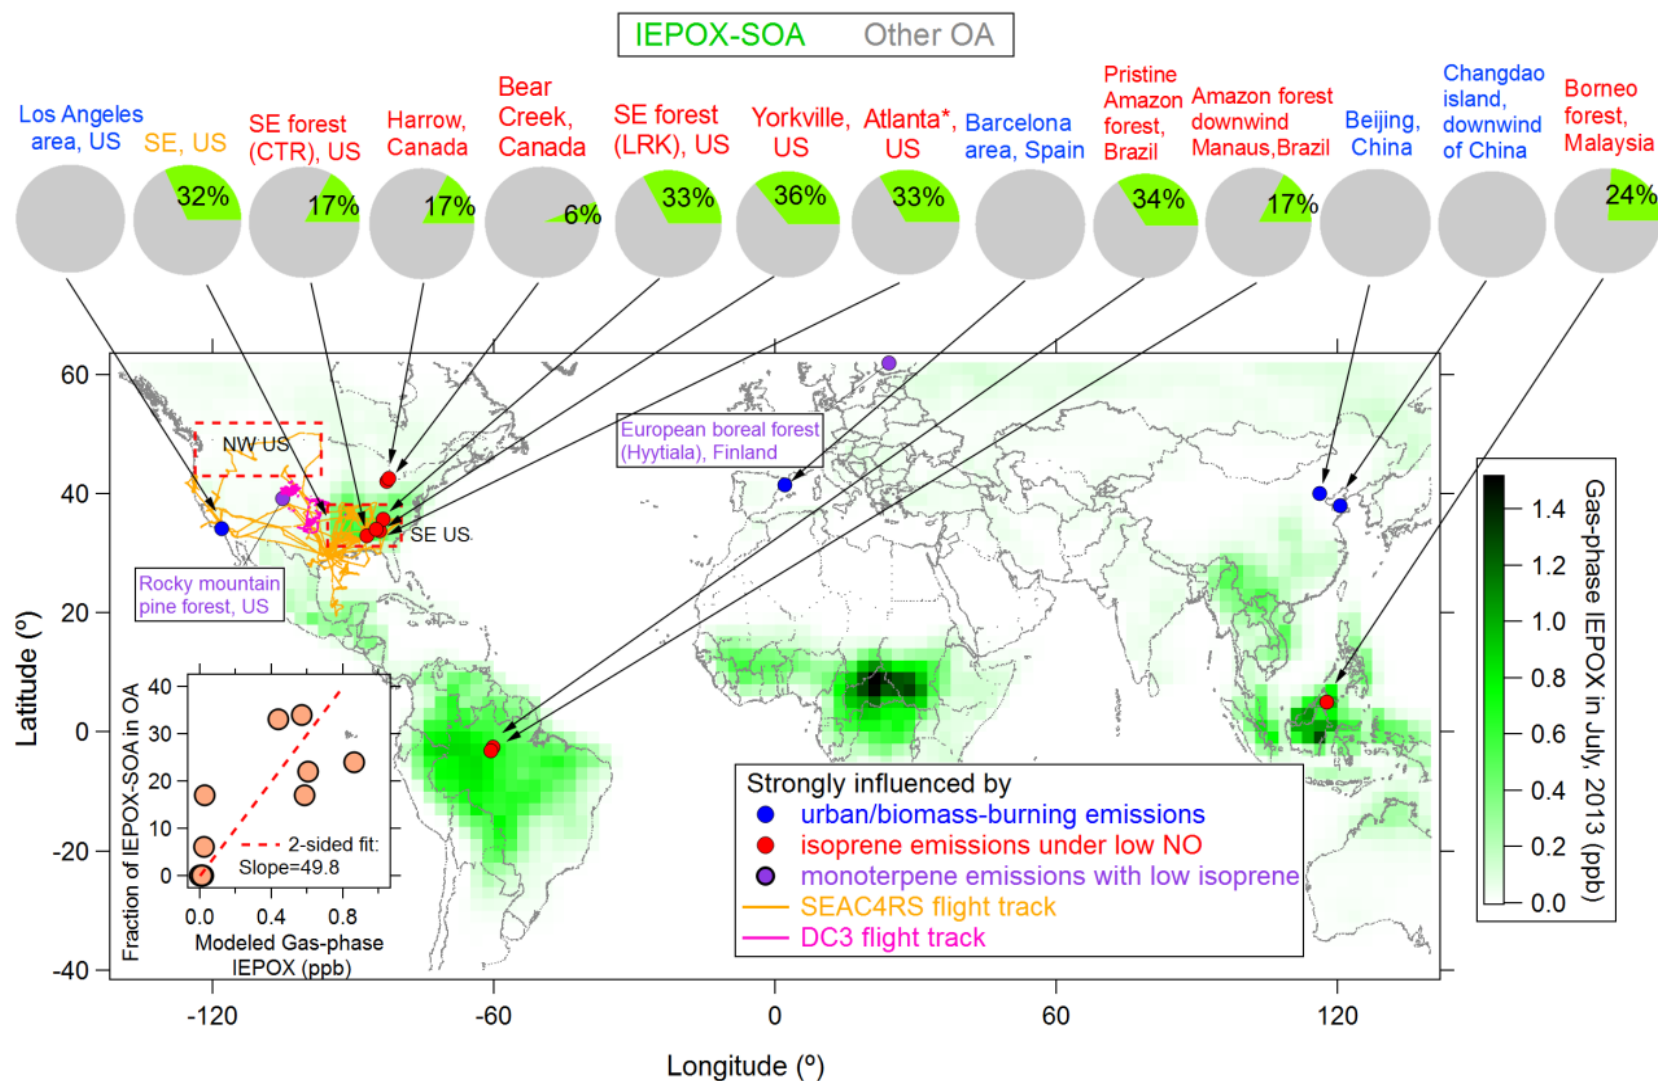 IEPOX-SOA Other OA
Los Angeles
area, US
SE, US
SE forest
(CTR), US
Harrow,
Canada
Bear
Creek,
Canada
SE forest
(LRK), US
Yorkville,
US
Atlanta*,
US
Barcelona
area, Spain
Pristine
Amazon
forest,
Brazil
Amazon forest
downwind
Manaus,Brazil
Beijing,
China
Changdao
island,
downwind
of China
Borneo
forest,
Malaysia
32%
17%
17%
6%
33%
36%
33%
34%
17%
24%
60
40
20
0
-20
-40
Latitude (º)
-120
-60
0
60
120
Longitude (º)
NW US
SE US
Rocky mountain
pine forest, US
European boreal forest
(Hyytiala), Finland
40
30
20
10
0
Fraction of IEPOX-SOA in OA
2-sided fit:
Slope=49.8
0.0
0.4
0.8
Modeled Gas-phase
IEPOX (ppb)
Strongly influenced by
urban/biomass-burning emissions
isoprene emissions under low NO
monoterpene emissions with low isoprene
SEAC4RS flight track
DC3 flight track
1.4
1.2
1.0
0.8
0.6
0.4
0.2
0.0
Gas-phase IEPOX in July, 2013 (ppb)